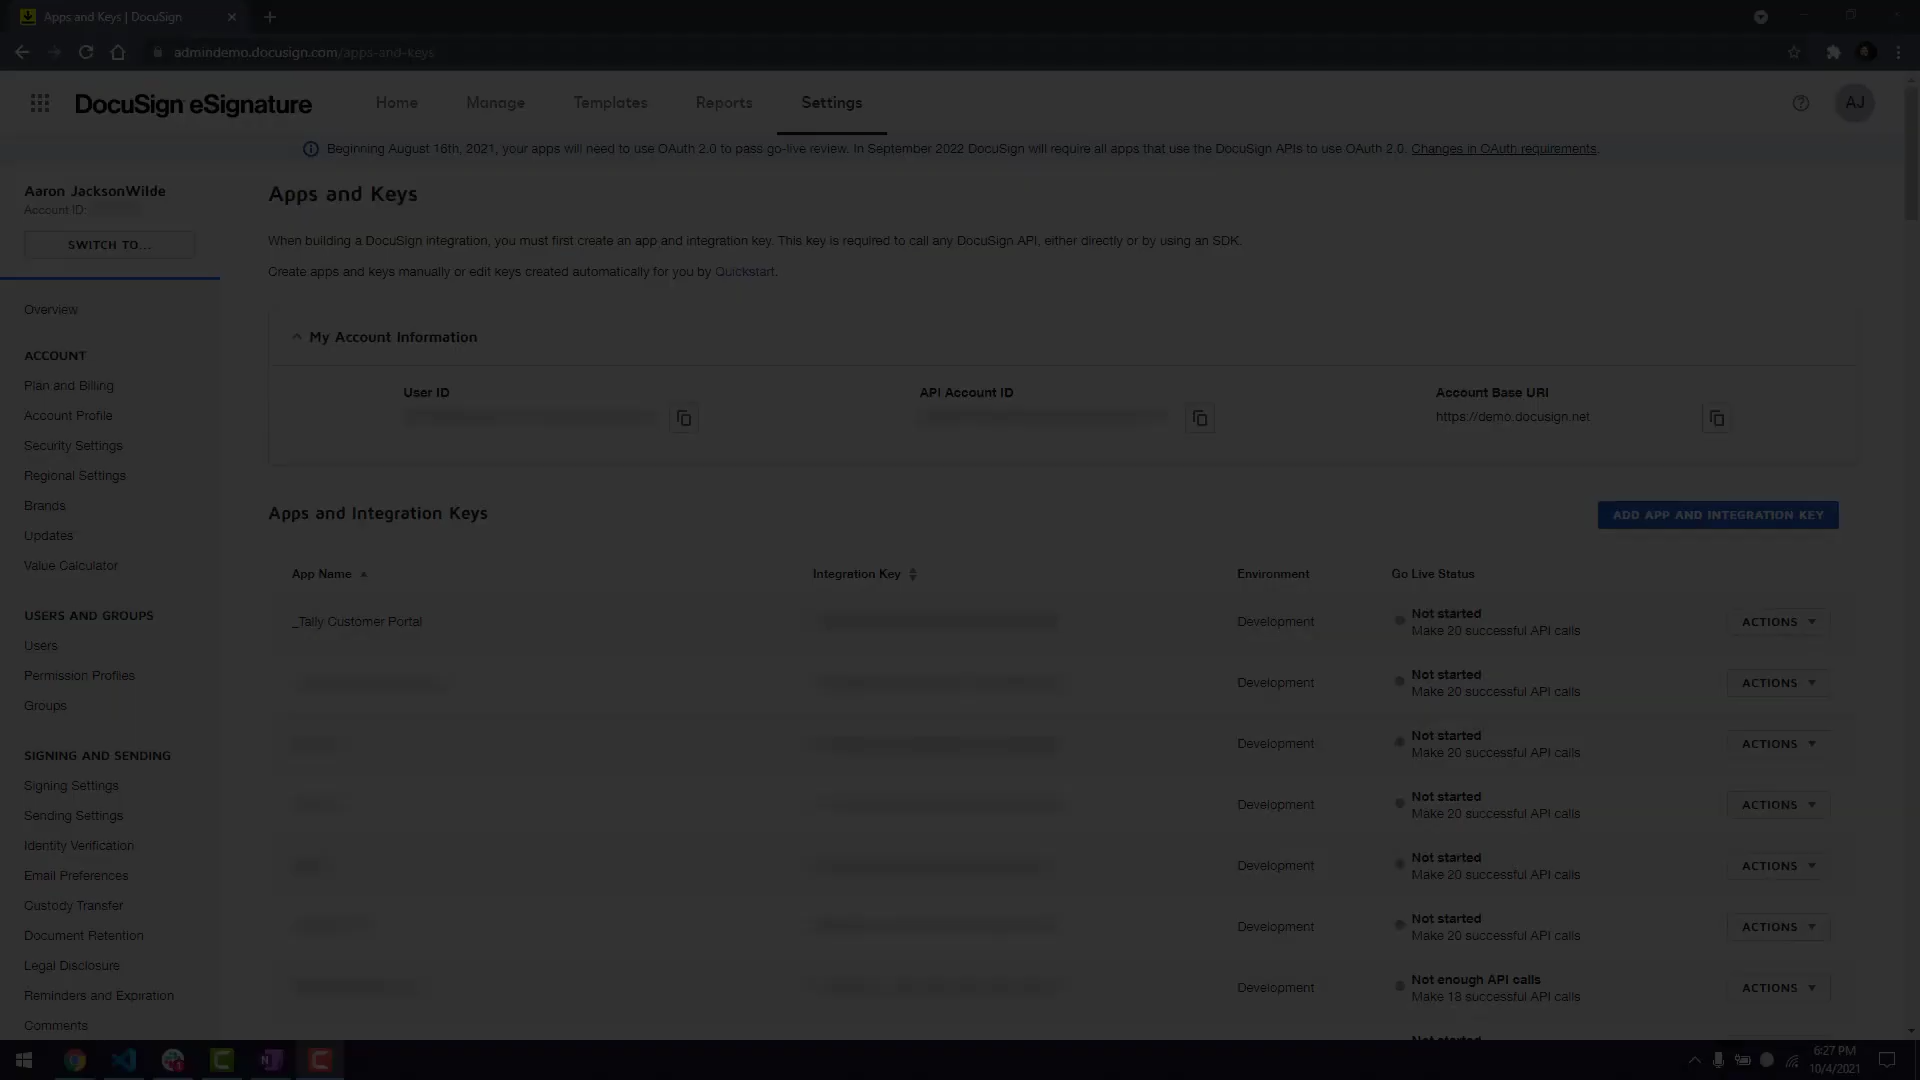 Apps and Keys | DocuSign
admindemo.docusign.com/apps-and-keys
DocuSign eSignature
Home
Manage
Templates
Reports
Settings
AJ
Beginning August 16th, 2021, your apps will need to use OAuth 2.0 to pass go-live review. In September 2022 DocuSign will require all apps that use the DocuSign APIs to use OAuth 2.0. Changes in OAuth requirements.
Aaron JacksonWilde
Account ID:
SWITCH TO...
Overview
ACCOUNT
Plan and Billing
Account Profile
Security Settings
Regional Settings
Brands
Updates
Value Calculator
USERS AND GROUPS
Users
Permission Profiles
Groups
SIGNING AND SENDING
Signing Settings
Sending Settings
Identity Verification
Email Preferences
Custody Transfer
Document Retention
Legal Disclosure
Reminders and Expiration
Comments
Apps and Keys
When building a DocuSign integration, you must first create an app and integration key. This key is required to call any DocuSign API, either directly or by using an SDK.
Create apps and keys manually or edit keys created automatically for you by Quickstart.
My Account Information
User ID
API Account ID
Account Base URI
https://demo.docusign.net
Apps and Integration Keys
ADD APP AND INTEGRATION KEY
App Name
Integration Key
Environment
Go Live Status
_Tally Customer Portal
Development
Not started
Make 20 successful API calls
ACTIONS
Development
Not started
Make 20 successful API calls
ACTIONS
Development
Not started
Make 20 successful API calls
ACTIONS
Development
Not started
Make 20 successful API calls
ACTIONS
Development
Not started
Make 20 successful API calls
ACTIONS
Development
Not started
Make 20 successful API calls
ACTIONS
Development
Not enough API calls
Make 18 successful API calls
ACTIONS
Not started
6:27 PM
10/4/2021